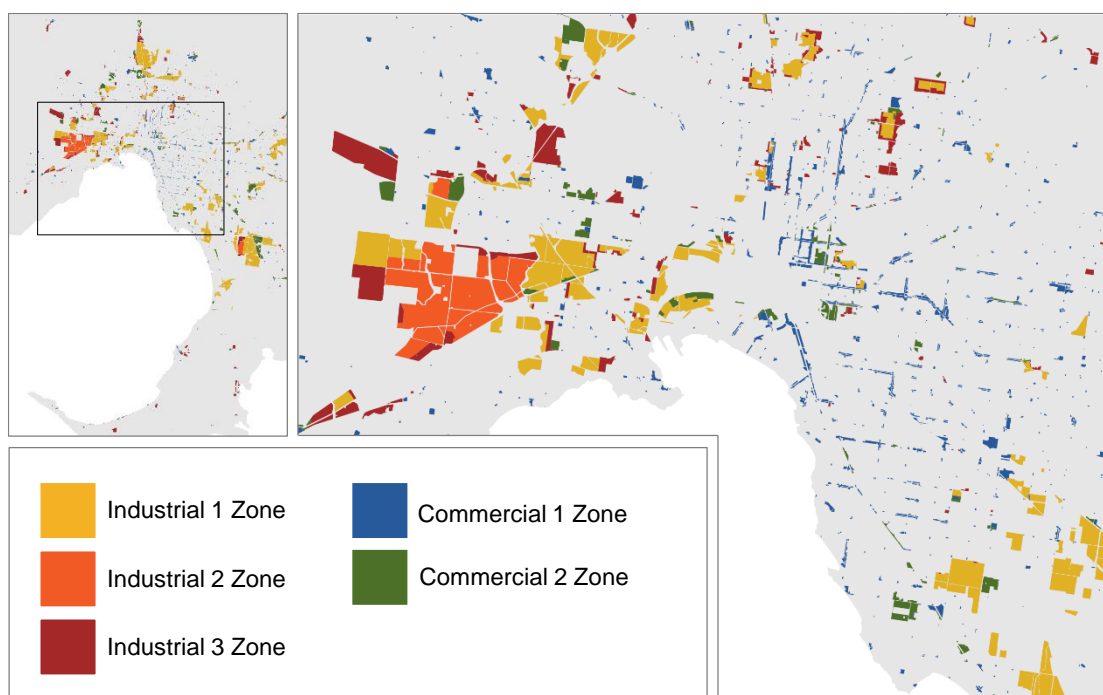 Industrial 1 Zone
Industrial 2 Zone
Industrial 3 Zone
Commercial 1 Zone
Commercial 2 Zone